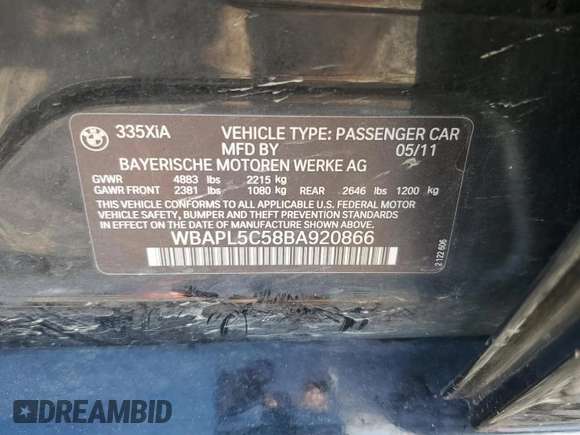 335XiA VEHICLE TYPE: PASSENGER CAR
MFD BY 05/11
BAYERISCHE MOTOREN WERKE AG
GVWR 4883 lbs 2215 kg
GAWR FRONT 2381 lbs 1080 kg REAR 2646 lbs 1200 kg
THIS VEHICLE CONFORMS TO ALL APPLICABLE U.S. FEDERAL MOTOR
VEHICLE SAFETY, BUMPER AND THEFT PREVENTION STANDARDS
IN EFFECT ON THE DATE OF MANUFACTURE SHOWN ABOVE.
WBAPL5C58BA920866
2 122 606
DREAMBID